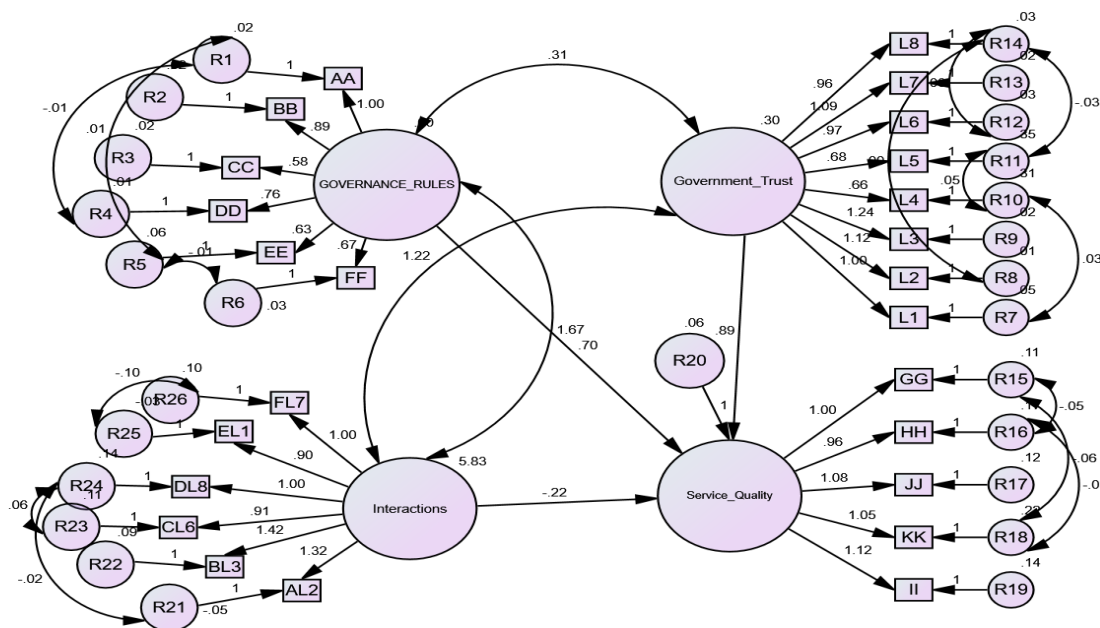 .02
R1
1
AA
R2
1
BB
1.00
-.01
.89
.01
.02
R3
1
CC
.58
GOVERNANCE_RULES
.01
R4
1
DD
.76
.06
R5
1
EE
.63
-.01
R6
1
FF
.67
.03
.31
1.22
.30
Government_Trust
.96
1.09
.97
.68
.66
1.24
1.12
1.00
L8
1
R14
.03
.02
L7
1
R13
.03
L6
1
R12
.35
L5
1
R11
.31
-.03
.05
L4
1
R10
.02
L3
1
R9
.01
L2
1
R8
.05
.03
L1
1
R7
1.67
.70
.06
.89
R20
1
-.10
.10
R26
1
FL7
-.03
R25
1
EL1
1.00
.90
.14
R24
1
DL8
1.00
.06
.11
R23
1
CL6
.91
.09
R22
1
BL3
1.42
-.02
R21
1
AL2
1.32
-.05
5.83
Interactions
-.22
Service_Quality
1.00
.96
1.08
1.05
1.12
GG
1
R15
.11
-.05
HH
1
R16
JJ
1
R17
.12
-.06
KK
1
R18
II
1
R19
.14